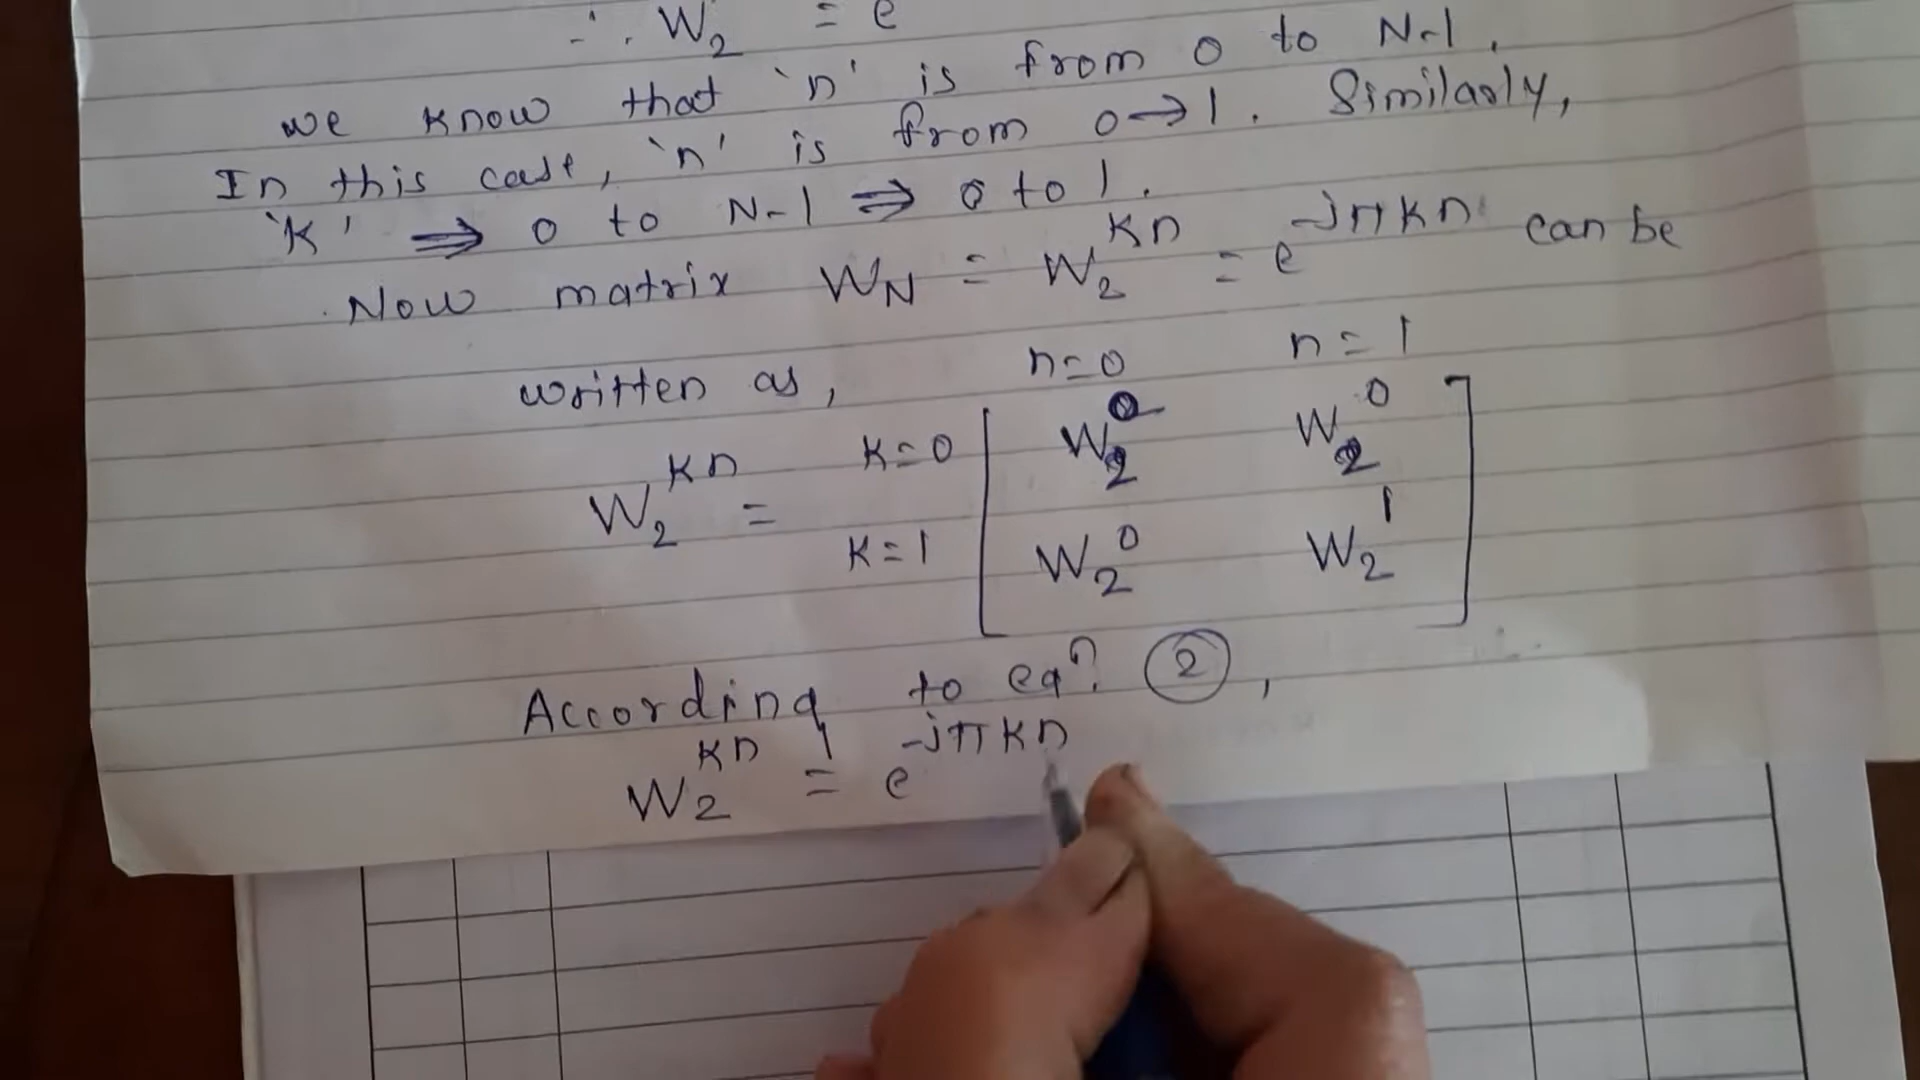 ∴ W₂ = e
we know that 'n' is from 0 to N-1.
In this case, 'n' is from 0→1. Similarly,
'K' ⇒ 0 to N-1 ⇒ 0 to 1.
Now matrix W_N = W₂^{Kn} = e^{-jπKn} can be
written as,
n=0 n=1
W₂^{Kn} = K=0 [ W₂^0 W₂^0
K=1 W₂^0 W₂^1 ]
According to eqn. ②,
W₂^{Kn} = e^{-jπKn}